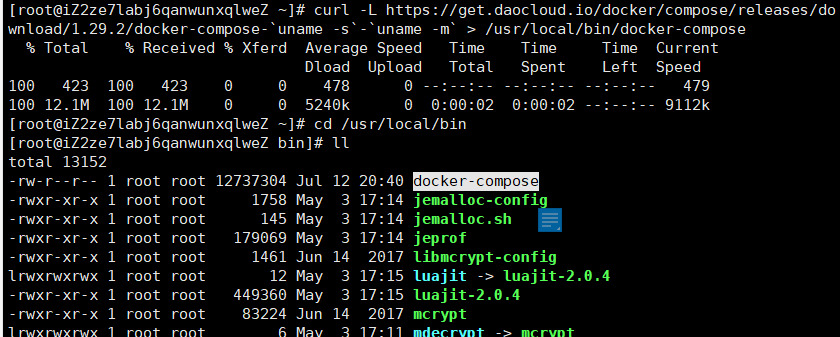 [root@iZ2ze7labj6qanwunxqlweZ ~]# curl -L https://get.daocloud.io/docker/compose/releases/do
wnload/1.29.2/docker-compose-`uname -s`-`uname -m` > /usr/local/bin/docker-compose
  % Total    % Received % Xferd  Average Speed   Time    Time     Time  Current
                                 Dload  Upload   Total   Spent    Left  Speed
100   423  100   423    0     0    478      0 --:--:-- --:--:-- --:--:--   479
100 12.1M  100 12.1M    0     0  5240k      0  0:00:02  0:00:02 --:--:-- 9112k
[root@iZ2ze7labj6qanwunxqlweZ ~]# cd /usr/local/bin
[root@iZ2ze7labj6qanwunxqlweZ bin]# ll
total 13152
-rw-r--r-- 1 root root 12737304 Jul 12 20:40 docker-compose
-rwxr-xr-x 1 root root     1758 May  3 17:14 jemalloc-config
-rwxr-xr-x 1 root root      145 May  3 17:14 jemalloc.sh
-rwxr-xr-x 1 root root   179069 May  3 17:14 jeprof
-rwxr-xr-x 1 root root     1461 Jun 14  2017 libmcrypt-config
lrwxrwxrwx 1 root root       12 May  3 17:15 luajit -> luajit-2.0.4
-rwxr-xr-x 1 root root   449360 May  3 17:15 luajit-2.0.4
-rwxr-xr-x 1 root root    83224 Jun 14  2017 mcrypt
lrwxrwxrwx 1 root root        6 May  3 17:11 mdecrypt -> mcrypt